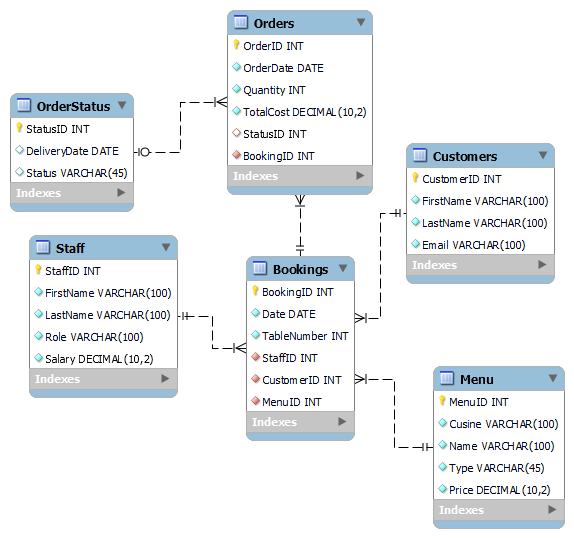 Orders
OrderID INT
OrderDate DATE
Quantity INT
TotalCost DECIMAL(10,2)
StatusID INT
BookingID INT
Indexes
OrderStatus
StatusID INT
DeliveryDate DATE
Status VARCHAR(45)
Indexes
Customers
CustomerID INT
FirstName VARCHAR(100)
LastName VARCHAR(100)
Email VARCHAR(100)
Indexes
Staff
StaffID INT
FirstName VARCHAR(100)
LastName VARCHAR(100)
Role VARCHAR(100)
Salary DECIMAL(10,2)
Indexes
Bookings
BookingID INT
Date DATE
TableNumber INT
StaffID INT
CustomerID INT
MenuID INT
Indexes
Menu
MenuID INT
Cusine VARCHAR(100)
Name VARCHAR(100)
Type VARCHAR(45)
Price DECIMAL(10,2)
Indexes